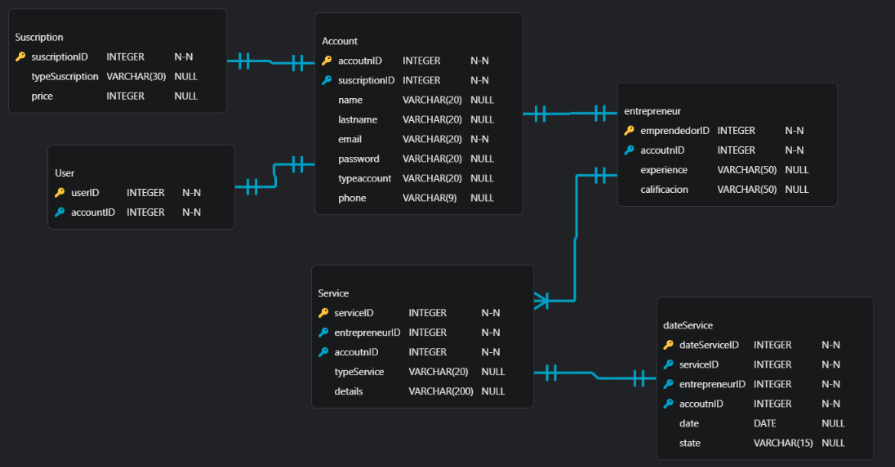 Suscription
suscriptionID INTEGER N-N
typeSuscription VARCHAR(30) NULL
price INTEGER NULL
Account
accoutnID INTEGER N-N
suscriptionID INTEGER N-N
name VARCHAR(20) NULL
lastname VARCHAR(20) NULL
email VARCHAR(20) N-N
password VARCHAR(20) NULL
typeaccount VARCHAR(20) NULL
phone VARCHAR(9) NULL
entrepreneur
emprendedorID INTEGER N-N
accoutnID INTEGER N-N
experience VARCHAR(50) NULL
calificacion VARCHAR(50) NULL
User
userID INTEGER N-N
accountID INTEGER N-N
Service
serviceID INTEGER N-N
entrepreneurID INTEGER N-N
accoutnID INTEGER N-N
typeService VARCHAR(20) NULL
details VARCHAR(200) NULL
dateService
dateServiceID INTEGER N-N
serviceID INTEGER N-N
entrepreneurID INTEGER N-N
accoutnID INTEGER N-N
date DATE NULL
state VARCHAR(15) NULL